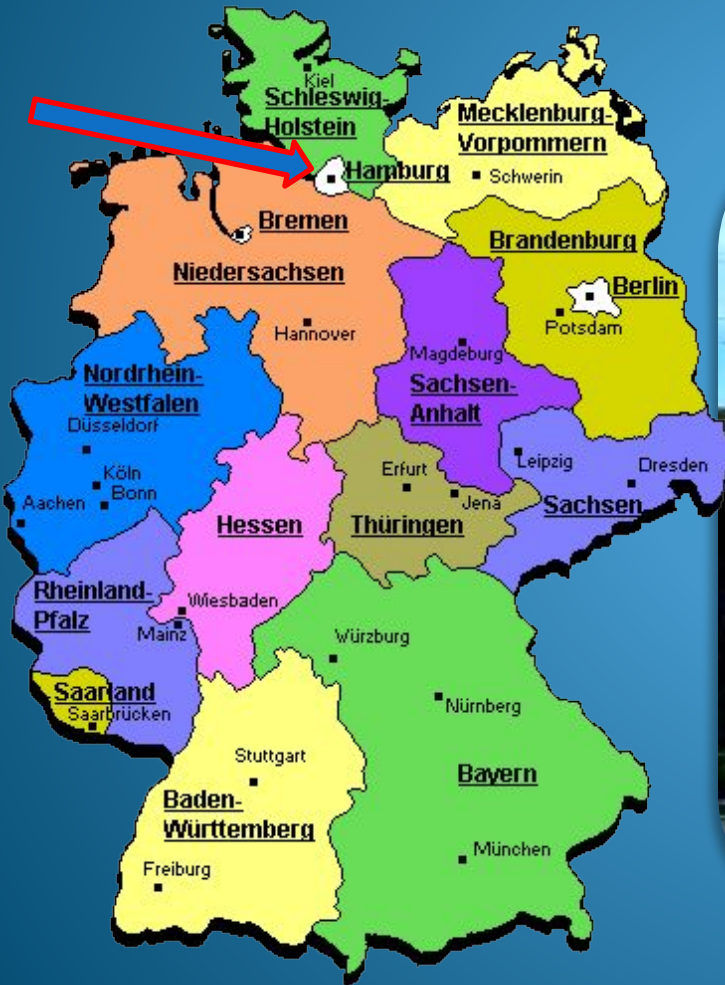 Kiel
Schleswig-
Holstein
Mecklenburg-
Vorpommern
Hamburg
Schwerin
Bremen
Brandenburg
Niedersachsen
Berlin
Hannover
Potsdam
Magdeburg
Nordrhein-
Westfalen
Sachsen-
Anhalt
Düsseldorf
Leipzig
Dresden
Erfurt
Köln
Bonn
Aachen
Jena
Sachsen
Hessen
Thüringen
Rheinland-
Pfalz
Wiesbaden
Mainz
Würzburg
Saarland
Saarbrücken
Nürnberg
Stuttgart
Bayern
Baden-
Württemberg
München
Freiburg